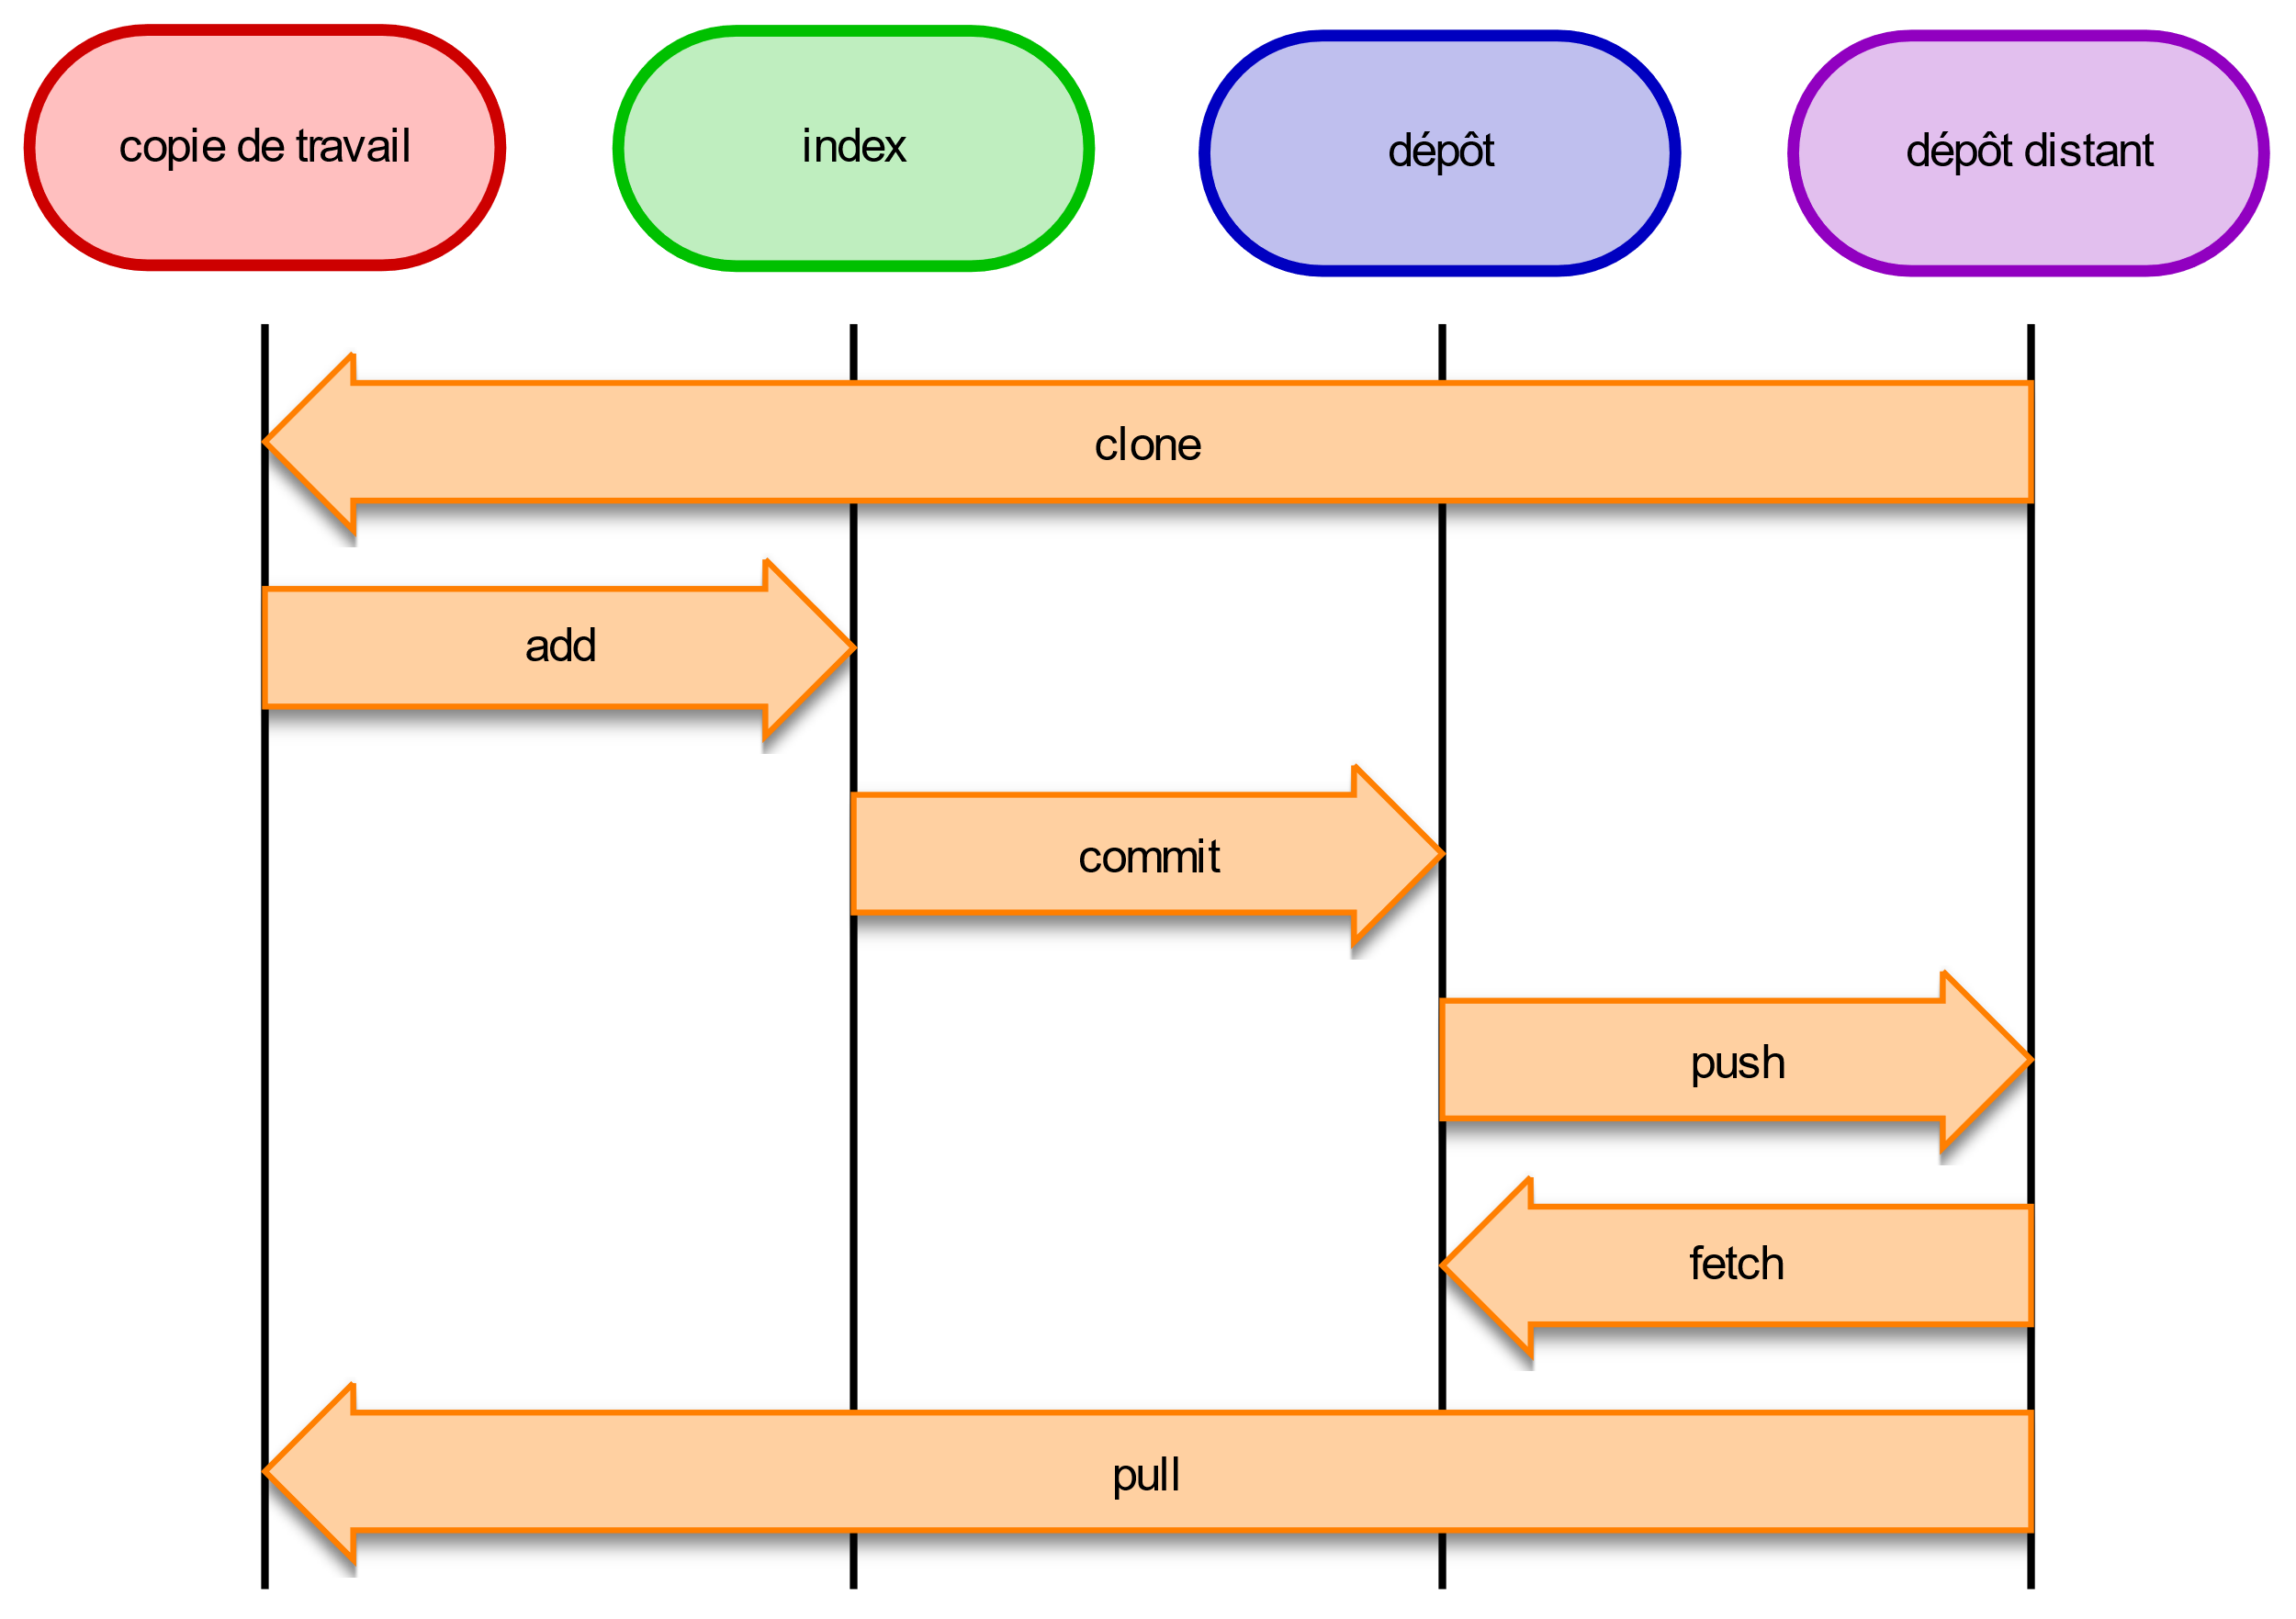 copie de travail
index
dépôt
dépôt distant
clone
add
commit
push
fetch
pull